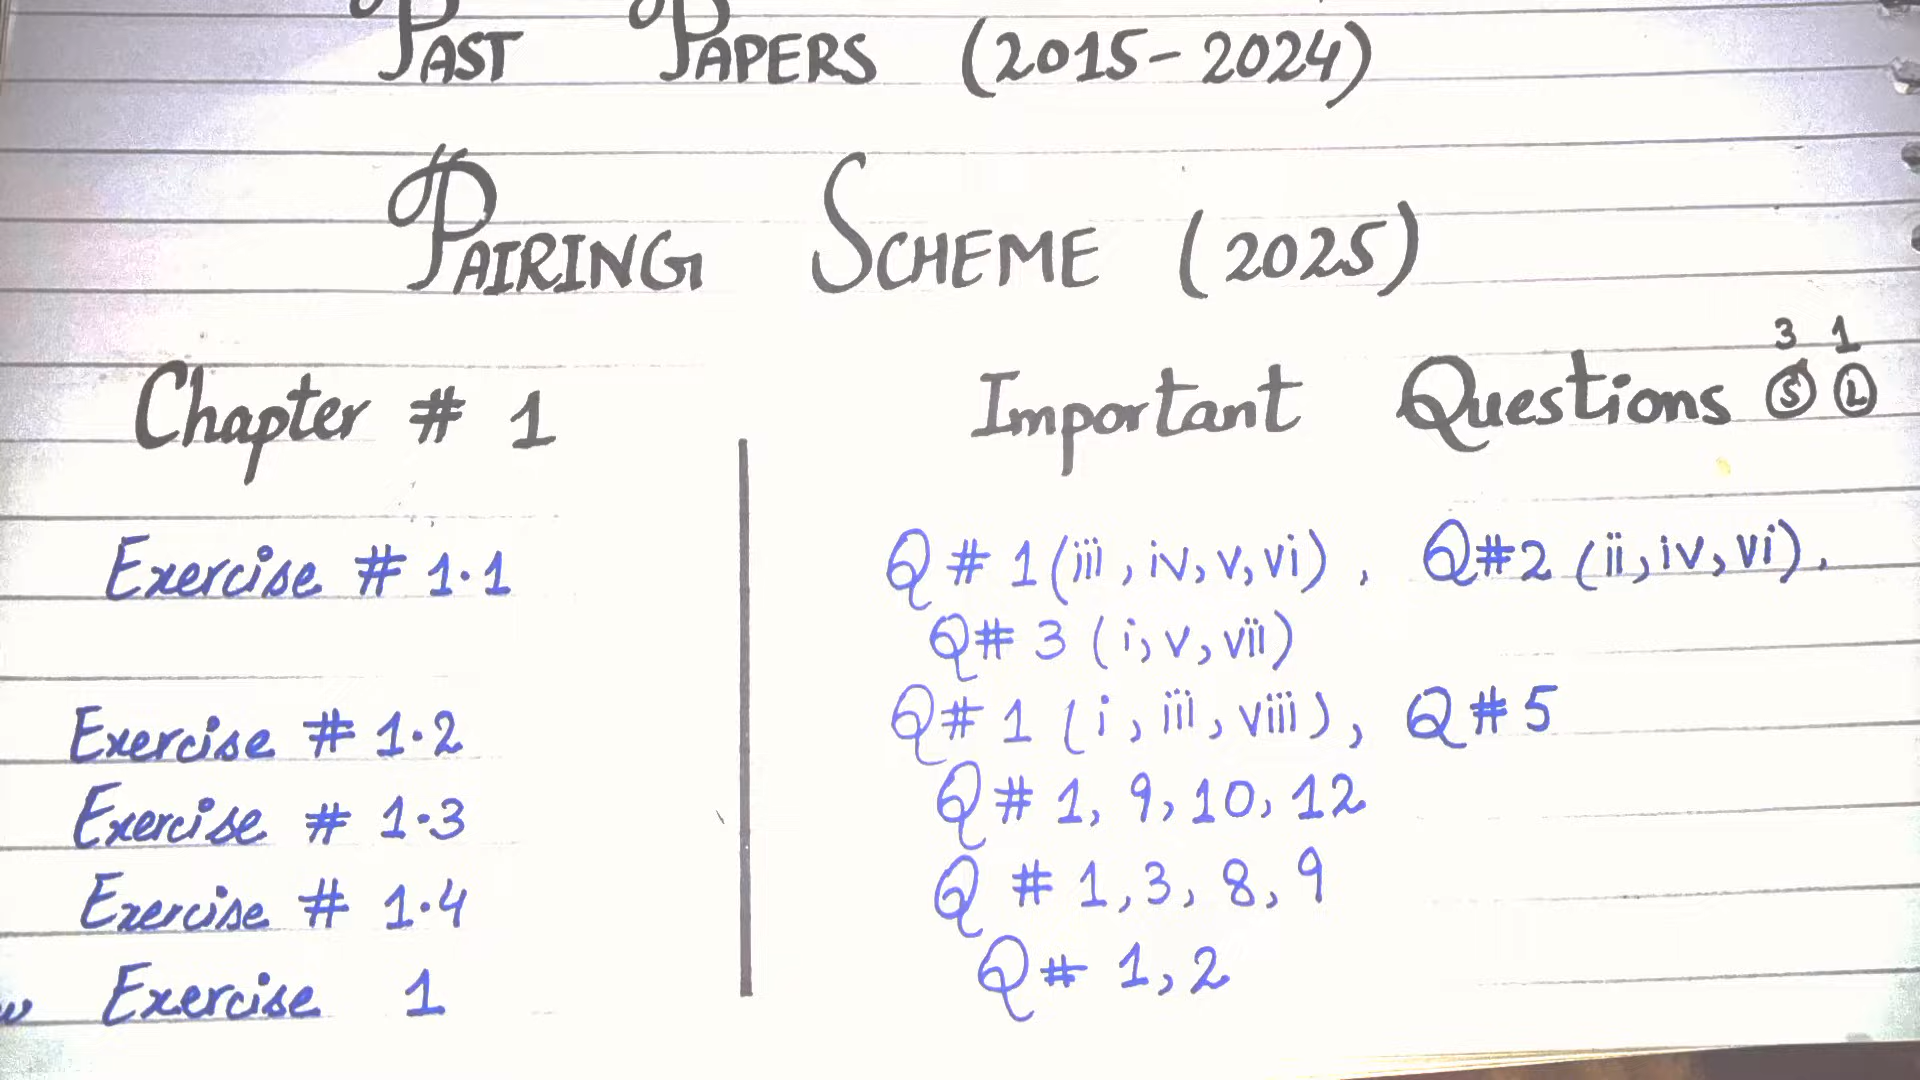 PAST PAPERS (2015-2024)
PAIRING SCHEME (2025)
3 1
Chapter # 1 Important Questions S L
Exercise # 1.1 Q # 1 (iii, iv, v, vi), Q#2 (ii, iv, vi).
Q# 3 (i, v, vii)
Exercise # 1.2 Q# 1 (i, iii, viii), Q # 5
Exercise # 1.3 Q # 1, 9, 10, 12
Exercise # 1.4 Q # 1, 3, 8, 9
Exercise 1 Q# 1, 2